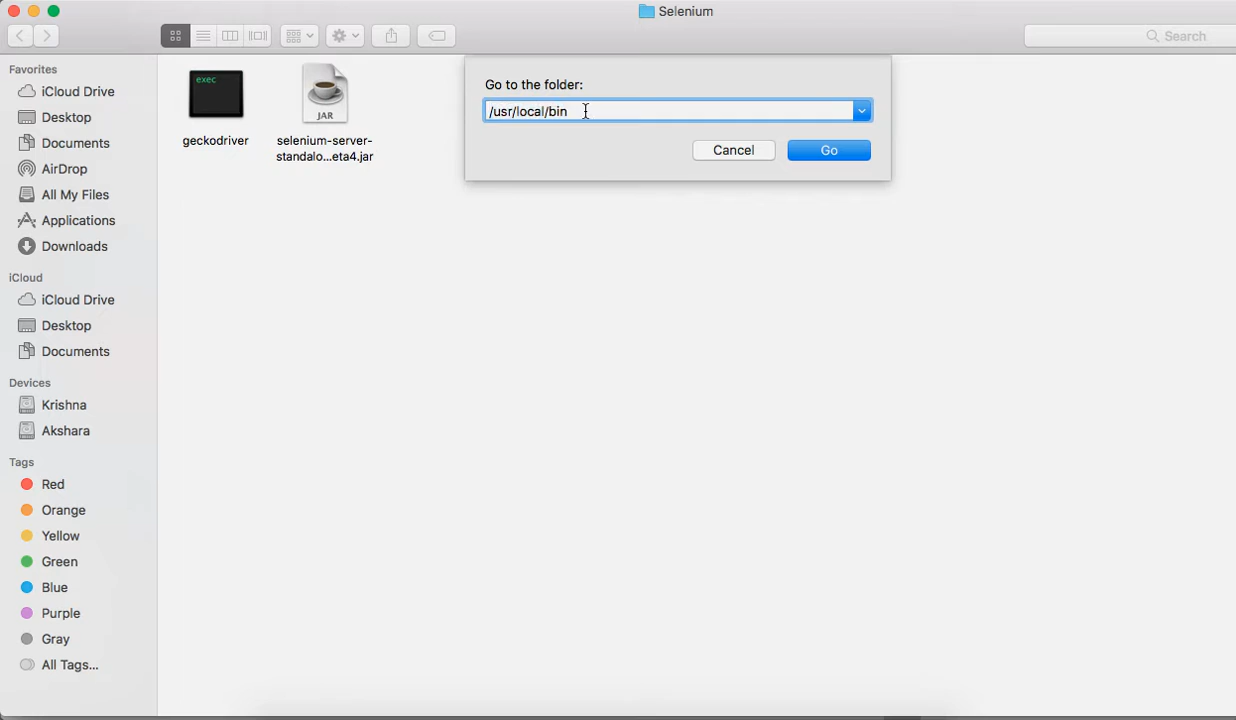 Selenium
Search
Favorites
iCloud Drive
Desktop
Documents
AirDrop
All My Files
Applications
Downloads
iCloud
iCloud Drive
Desktop
Documents
Devices
Krishna
Akshara
Tags
Red
Orange
Yellow
Green
Blue
Purple
Gray
All Tags...
exec
geckodriver
JAR
selenium-server-
standalo...eta4.jar
Go to the folder:
/usr/local/bin
Cancel
Go